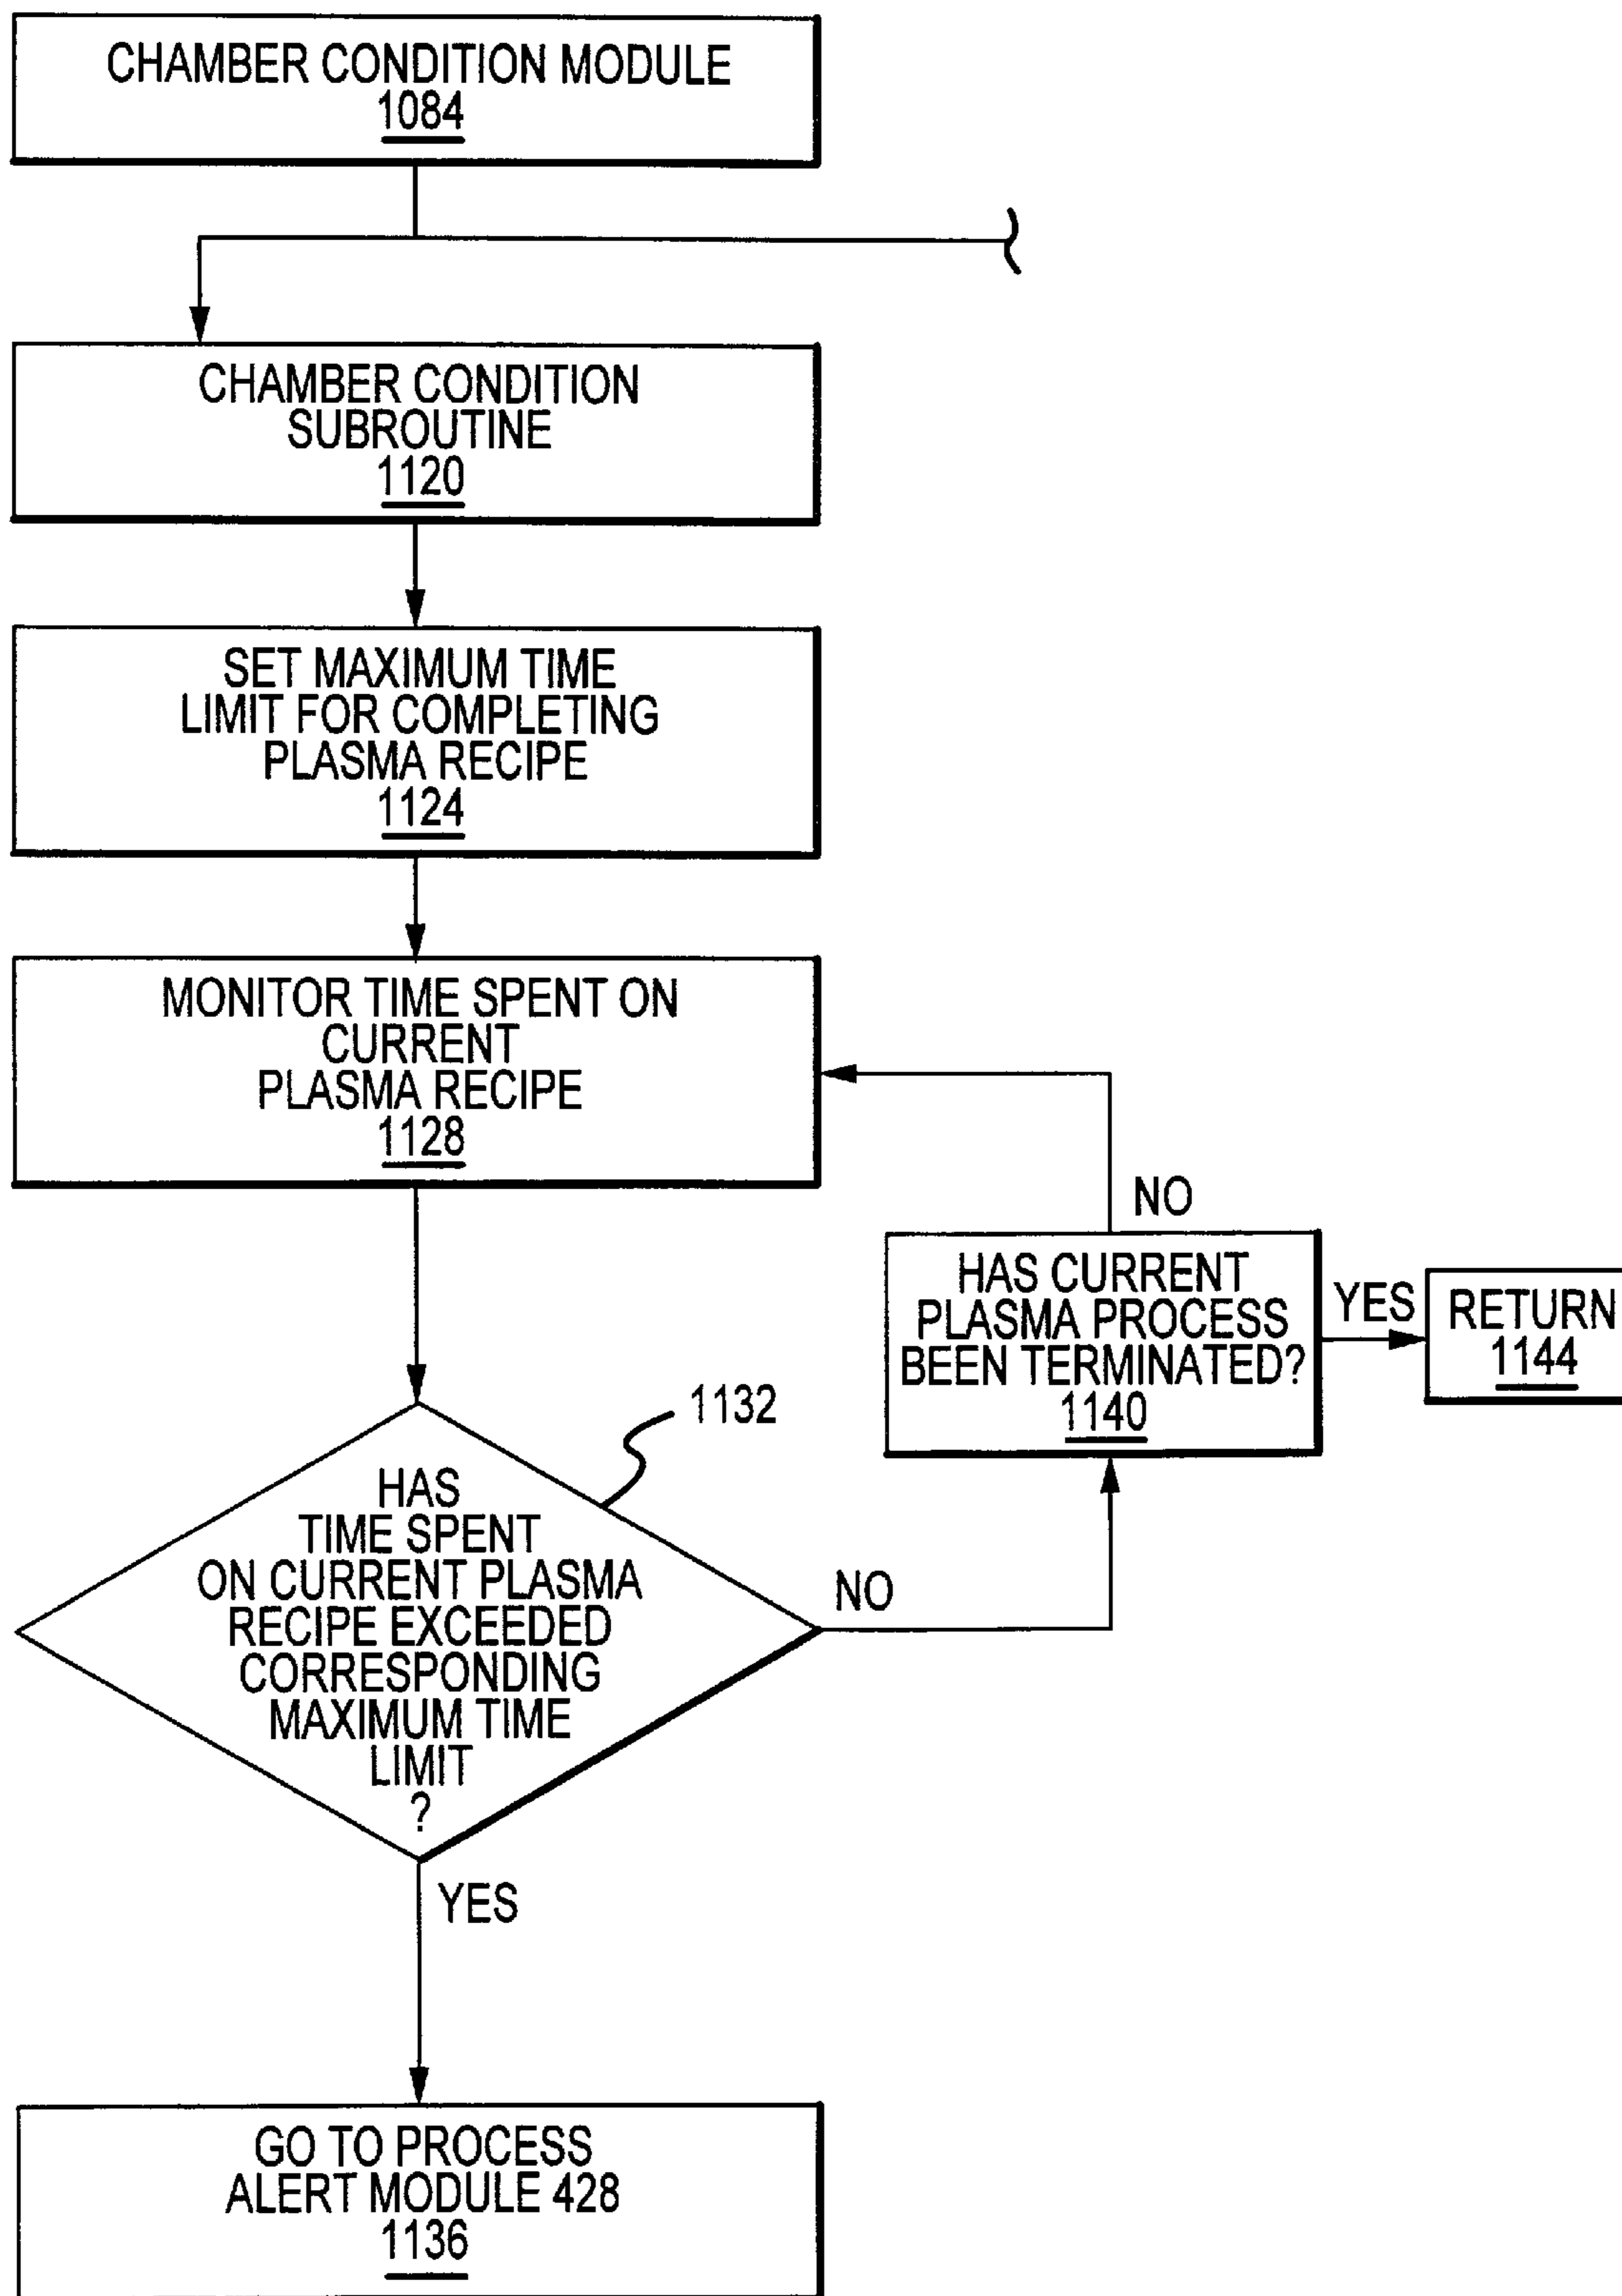 CHAMBER CONDITION MODULE
1084
CHAMBER CONDITION
SUBROUTINE
1120
SET MAXIMUM TIME
LIMIT FOR COMPLETING
PLASMA RECIPE
1124
MONITOR TIME SPENT ON
CURRENT
PLASMA RECIPE
1128
NO
HAS CURRENT
PLASMA PROCESS
BEEN TERMINATED?
1140
YES
RETURN
1144
1132
HAS
TIME SPENT
ON CURRENT PLASMA
RECIPE EXCEEDED
CORRESPONDING
MAXIMUM TIME
LIMIT
?
NO
YES
GO TO PROCESS
ALERT MODULE 428
1136